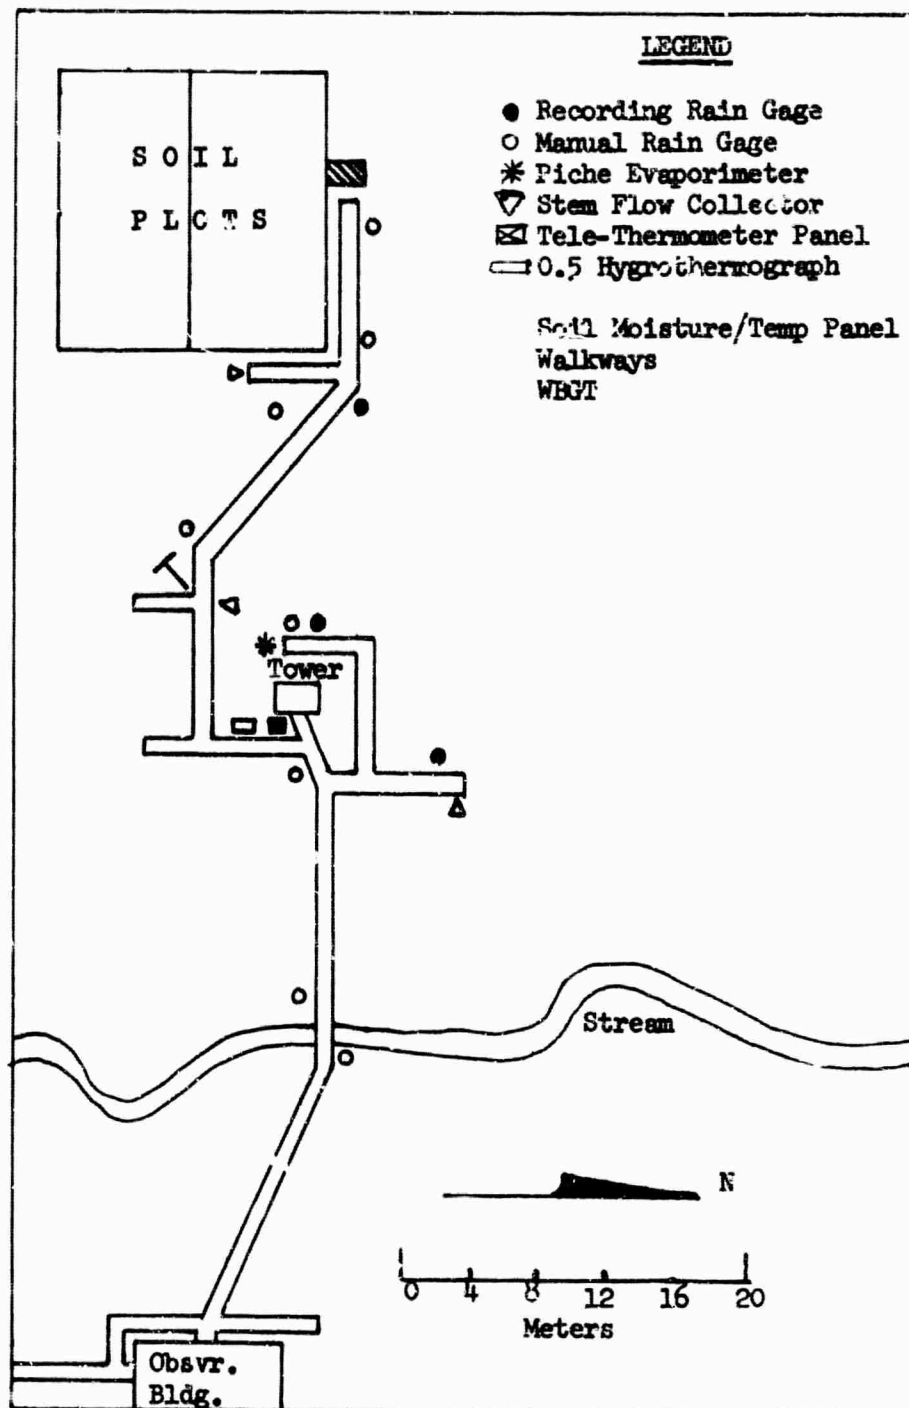 LEGEND
Recording Rain Gage
Manual Rain Gage
Piche Evaporimeter
Stem Flow Collector
Tele-Thermometer Panel
0.5 Hygrothermograph
Soil Moisture/Temp Panel
Walkways
WBGT
SOIL
PLOTS
Tower
Stream
N
0 4 8 12 16 20
Meters
Obsvr.
Bldg.